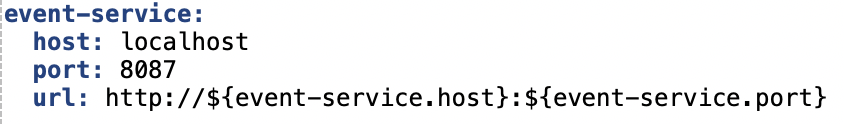 event-service:
  host: localhost
  port: 8087
  url: http://${event-service.host}:${event-service.port}